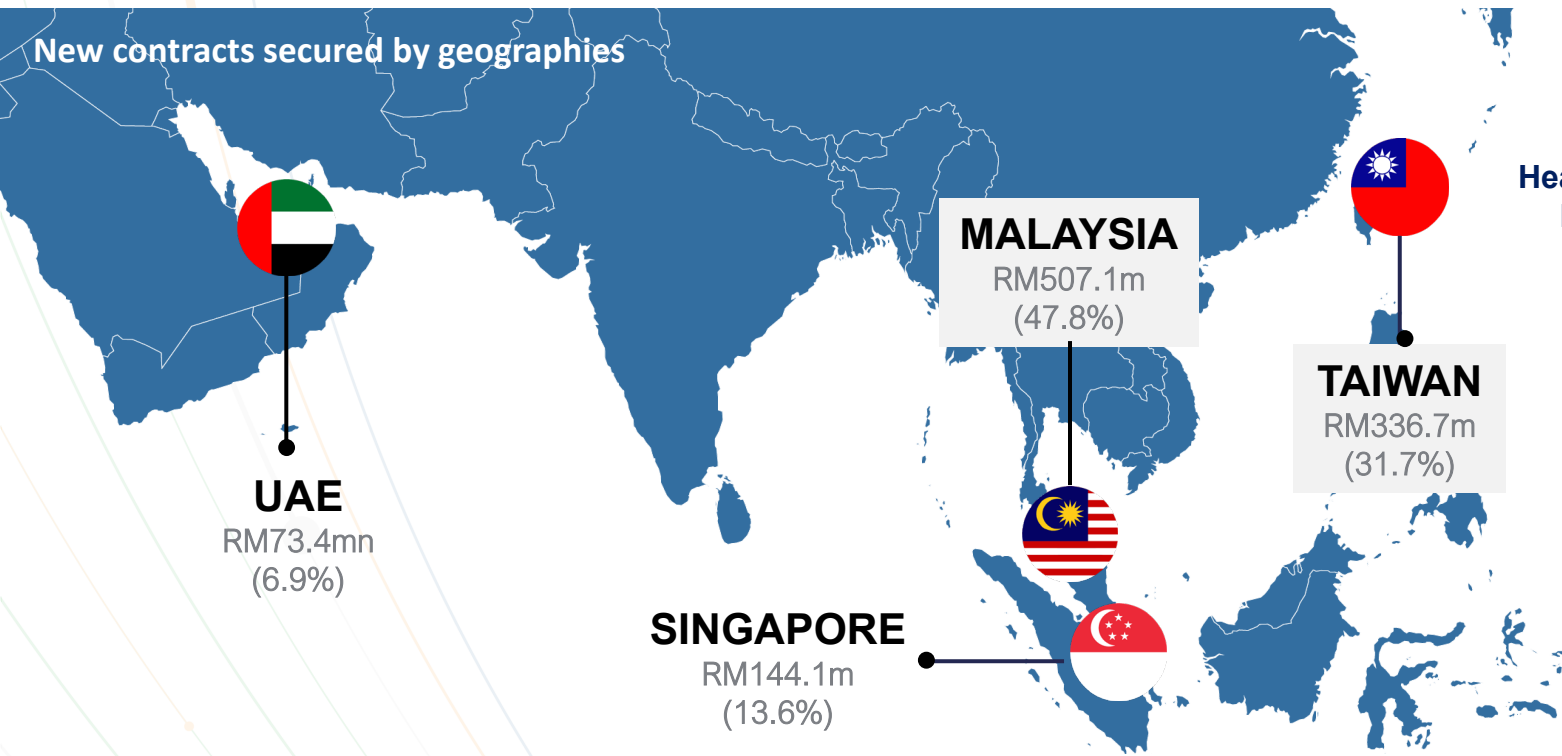 New contracts secured by geographies
MALAYSIA
RM507.1m
(47.8%)
TAIWAN
RM336.7m
(31.7%)
UAE
RM73.4mn
(6.9%)
SINGAPORE
RM144.1m
(13.6%)